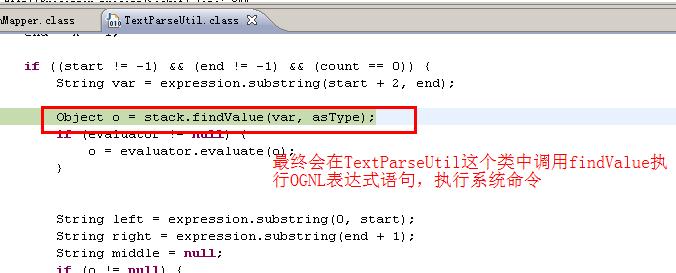 nMapper.class
TextParseUtil.class
if ((start != -1) && (end != -1) && (count == 0)) {
String var = expression.substring(start + 2, end);
Object o = stack.findValue(var, asType);
if (evaluator != null) {
o = evaluator.evaluate(o);
}
最终会在TextParseUtil这个类中调用findValue执
行OGNL表达式语句，执行系统命令
String left = expression.substring(0, start);
String right = expression.substring(end + 1);
String middle = null;
if (o != null) {